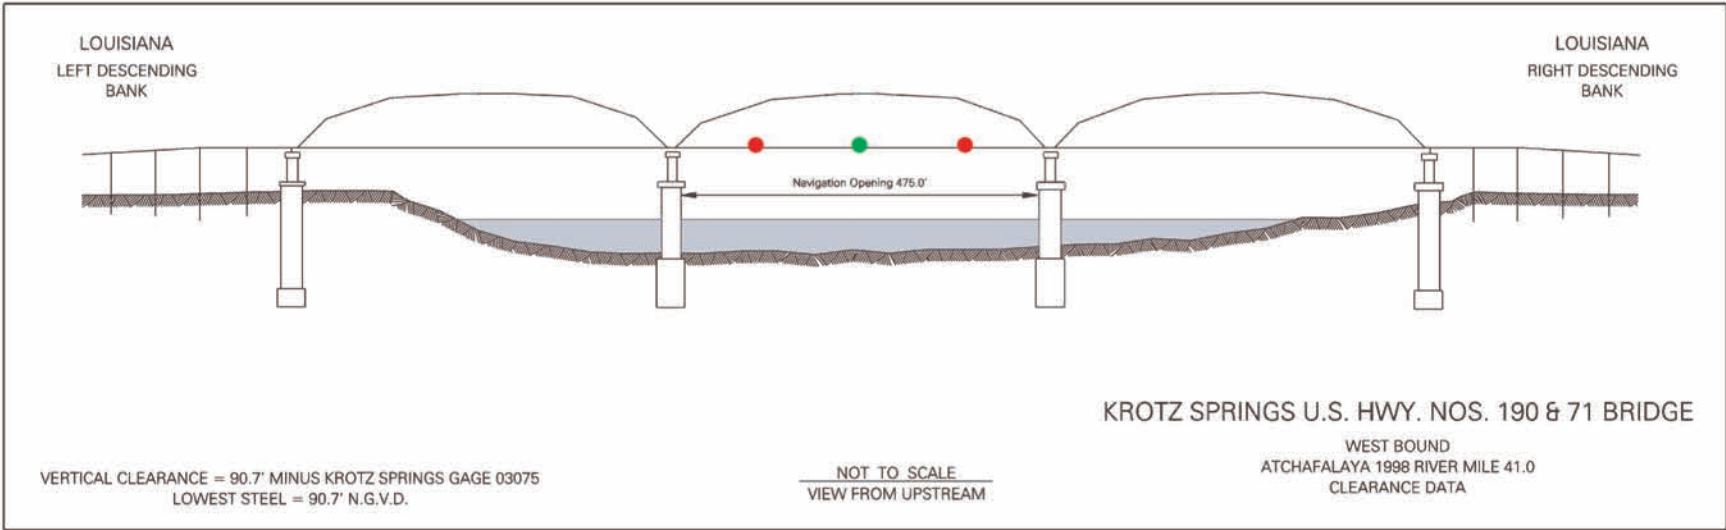 LOUISIANA
LEFT DESCENDING
BANK
LOUISIANA
RIGHT DESCENDING
BANK
Navigation Opening 475.0'
KROTZ SPRINGS U.S. HWY. NOS. 190 & 71 BRIDGE
WEST BOUND
ATCHAFALAYA 1998 RIVER MILE 41.0
CLEARANCE DATA
VERTICAL CLEARANCE = 90.7' MINUS KROTZ SPRINGS GAGE 03075
LOWEST STEEL = 90.7' N.G.V.D.
NOT TO SCALE
VIEW FROM UPSTREAM